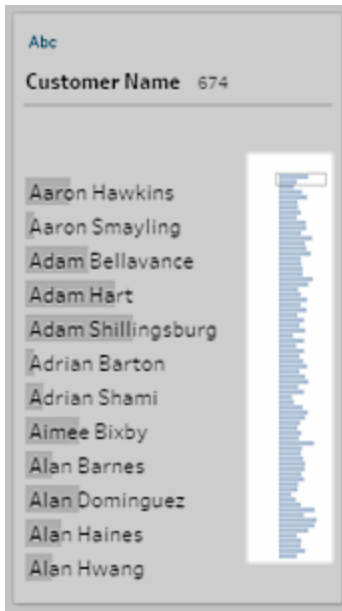 Abc
Customer Name 674
Aaron Hawkins
Aaron Smayling
Adam Bellavance
Adam Hart
Adam Shillingsburg
Adrian Barton
Adrian Shami
Aimee Bixby
Alan Barnes
Alan Dominguez
Alan Haines
Alan Hwang